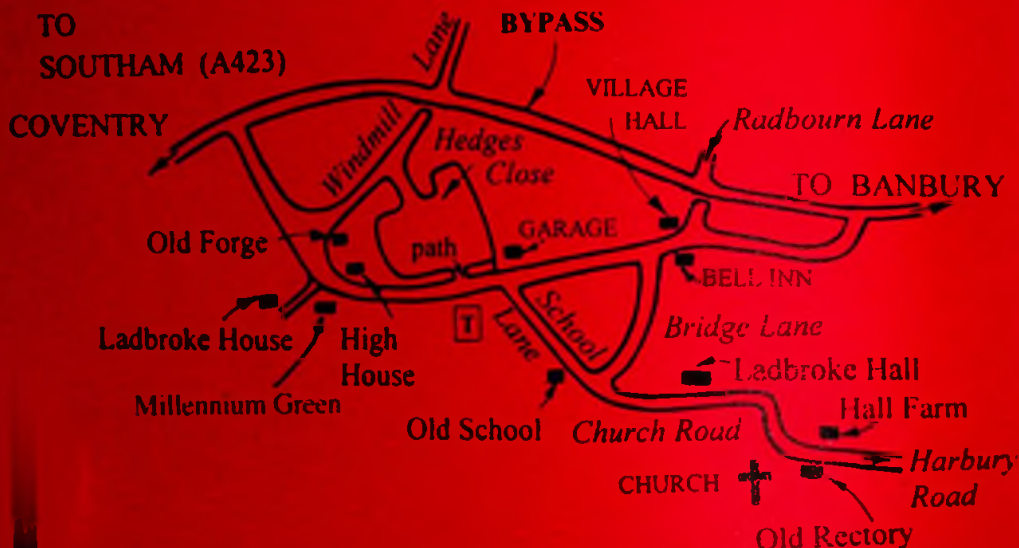 TO
SOUTHAM (A423)
COVENTRY
Lane
BYPASS
VILLAGE
HALL
Radbourn Lane
Windmill
Hedges
Close
TO BANBURY
Old Forge
path
GARAGE
BELL INN
Ladbroke House
High
House
Millennium Green
T
Lane
School
Bridge Lane
Ladbroke Hall
Old School
Church Road
Hall Farm
Harbury
Road
CHURCH
Old Rectory